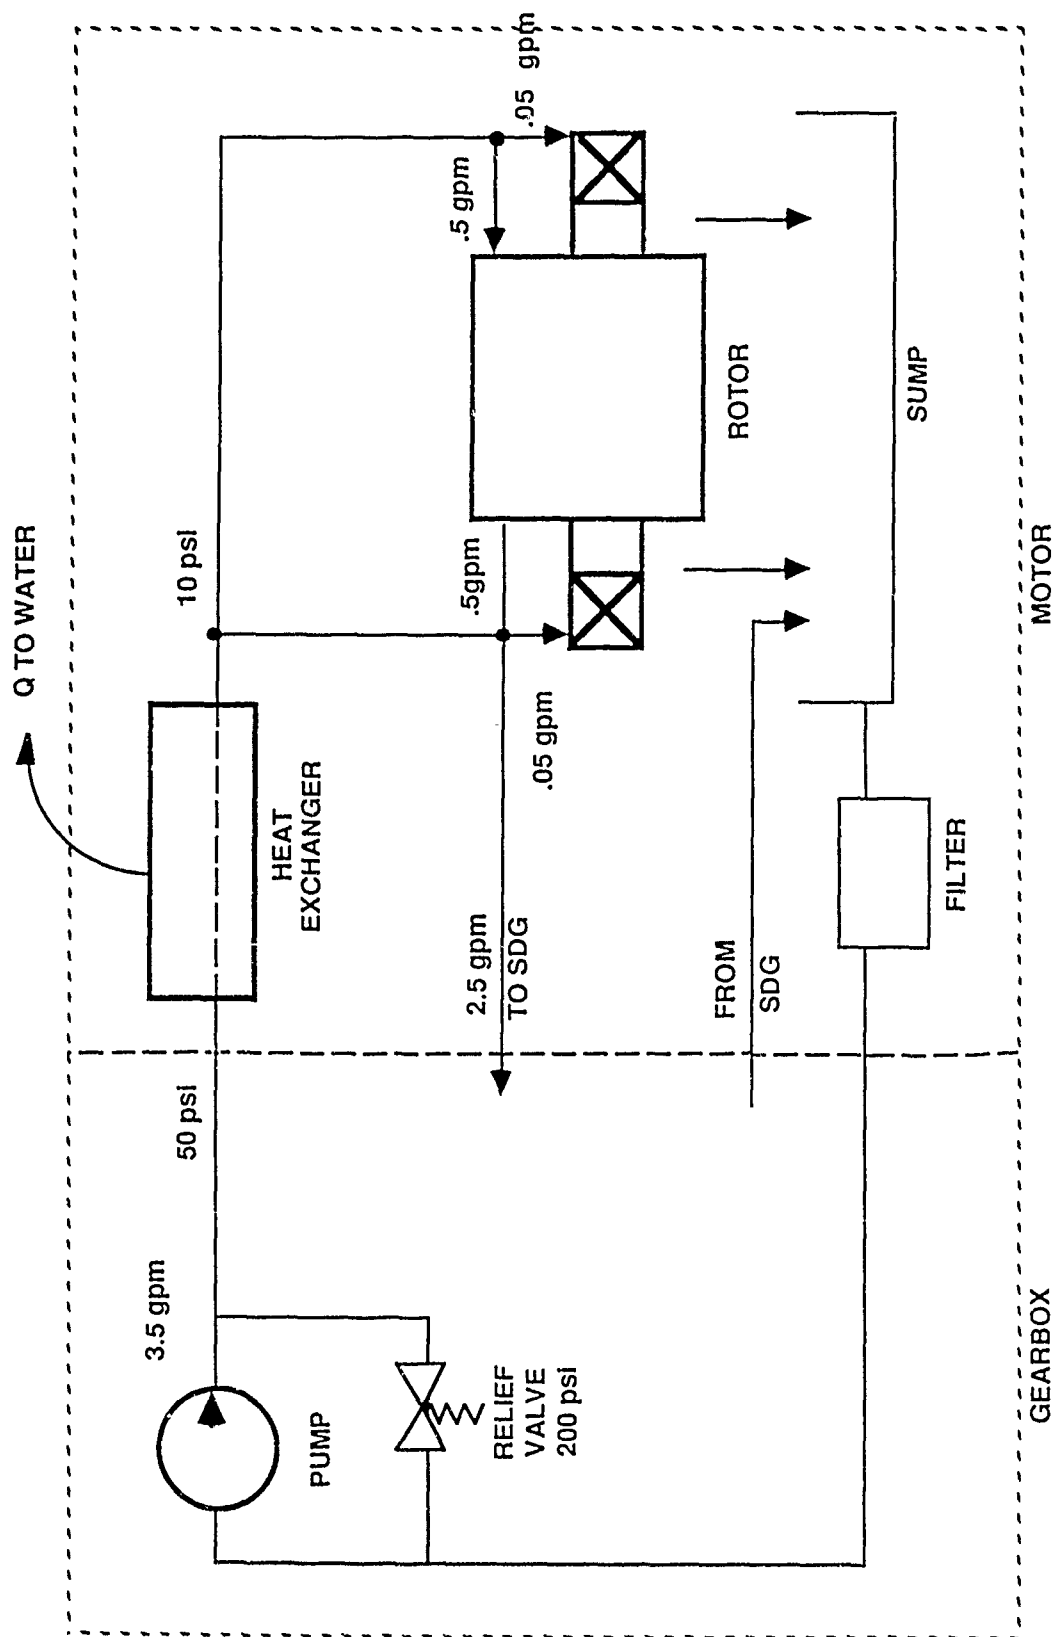 Q TO WATER
3.5 gpm
50 psi
10 psi
PUMP
HEAT
EXCHANGER
RELIEF
VALVE
200 psi
2.5 gpm
TO SDG
.5gpm
.5 gpm
.05 gpm
.05 gpm
ROTOR
FROM
SDG
FILTER
SUMP
GEARBOX
MOTOR